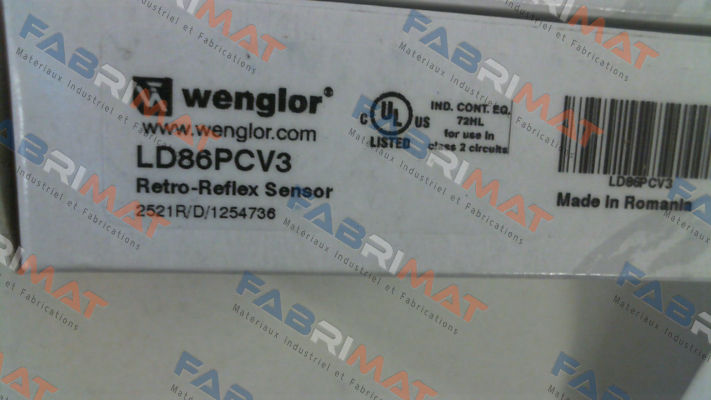 wenglor®
www.wenglor.com
LD86PCV3
Retro-Reflex Sensor
2521R/D/1254736
C UL US
LISTED
IND. CONT. EQ.
72HL
for use in
class 2 circuits
LD86PCV3
Made in Romania
FABRIMAT
Matériaux Industriel et Fabrications